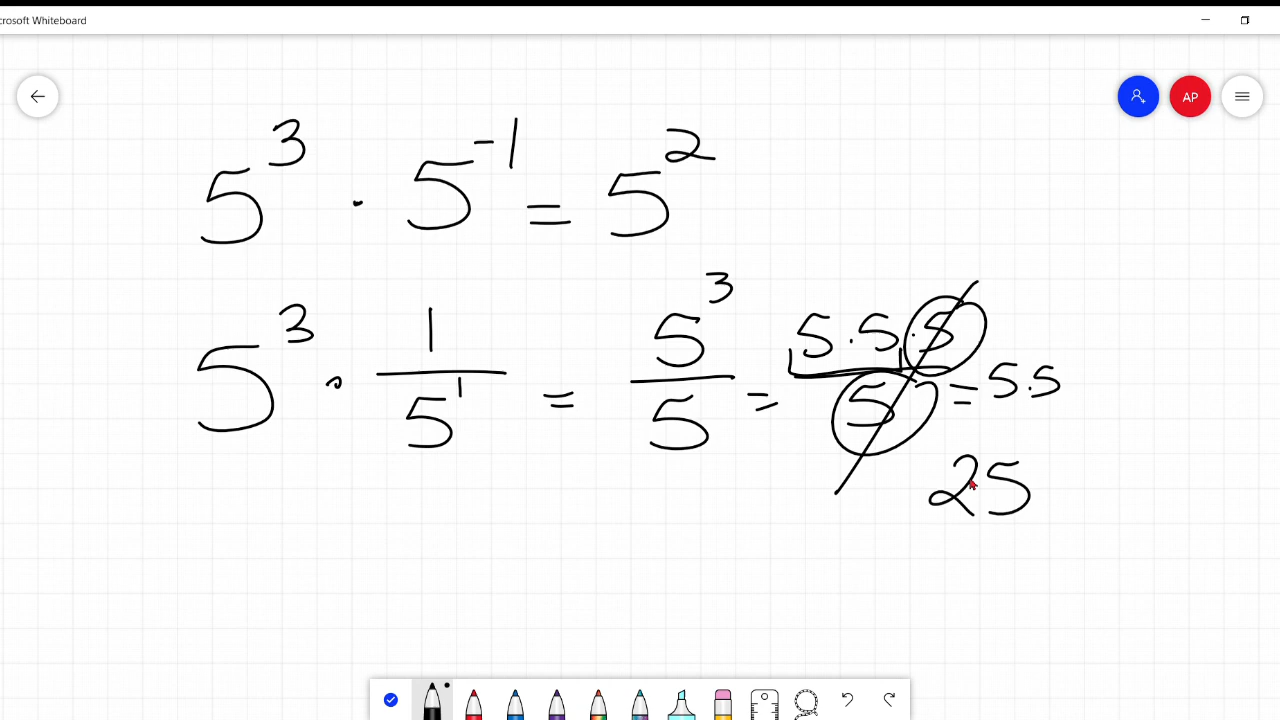 crosoft Whiteboard
AP
5³ · 5⁻¹ = 5²
5³ · 1/5¹ = 5³/5 = 5·5·5/5 = 5·5
25